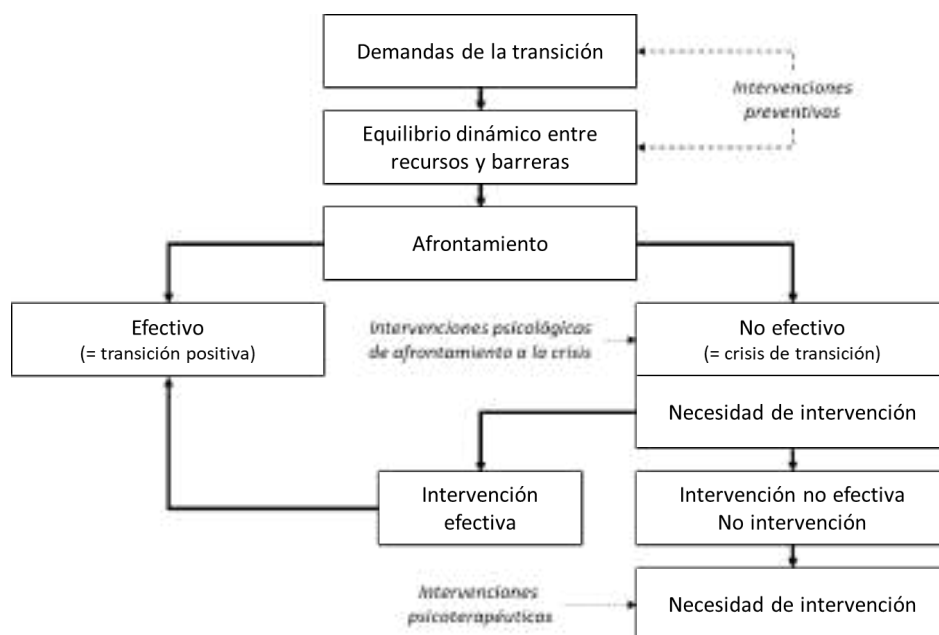 Demandas de la transición
Intervenciones
preventivas
Equilibrio dinámico entre
recursos y barreras
Afrontamiento
Efectivo
(= transición positiva)
Intervenciones psicológicas
de afrontamiento a la crisis
No efectivo
(= crisis de transición)
Necesidad de intervención
Intervención
efectiva
Intervención no efectiva
No intervención
Intervenciones
psicoterapéuticas
Necesidad de intervención